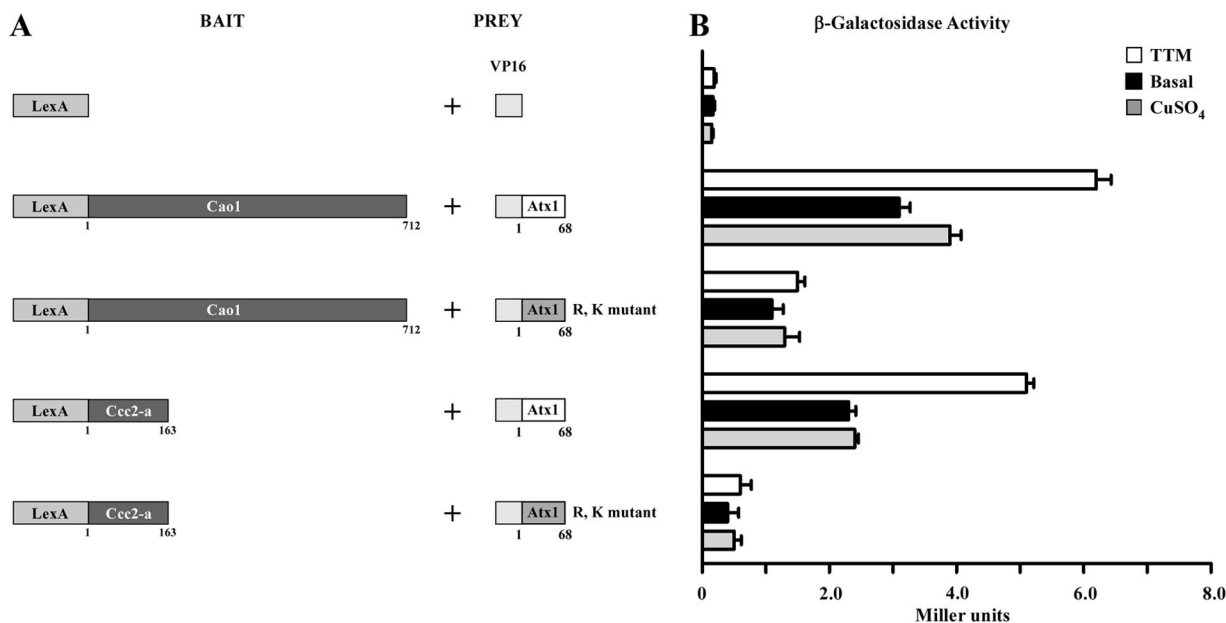 A
BAIT
PREY
B
β-Galactosidase Activity
VP16
TTM
Basal
CuSO₄
LexA
+
LexA
Cao1
+
Atx1
1
712
1
68
LexA
Cao1
+
Atx1
R, K mutant
1
712
1
68
LexA
Ccc2-a
+
Atx1
1
163
1
68
LexA
Ccc2-a
+
Atx1
R, K mutant
1
163
1
68
0
2.0
4.0
6.0
8.0
Miller units